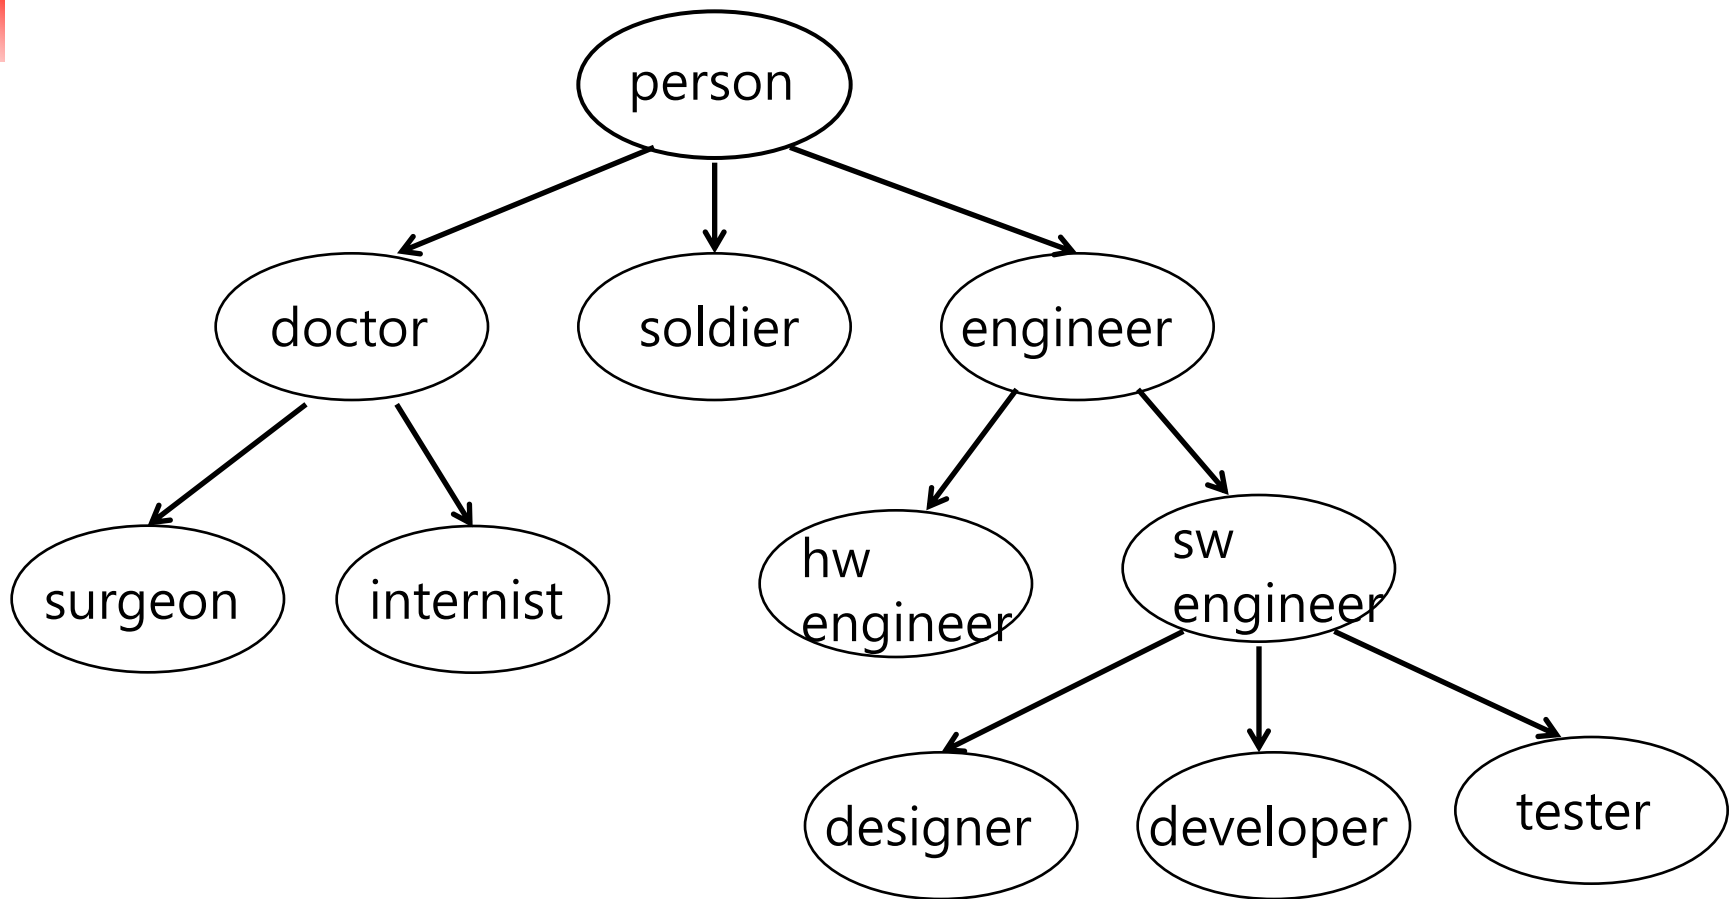 person
doctor
soldier
engineer
surgeon
internist
hw
engineer
sw
engineer
designer
developer
tester